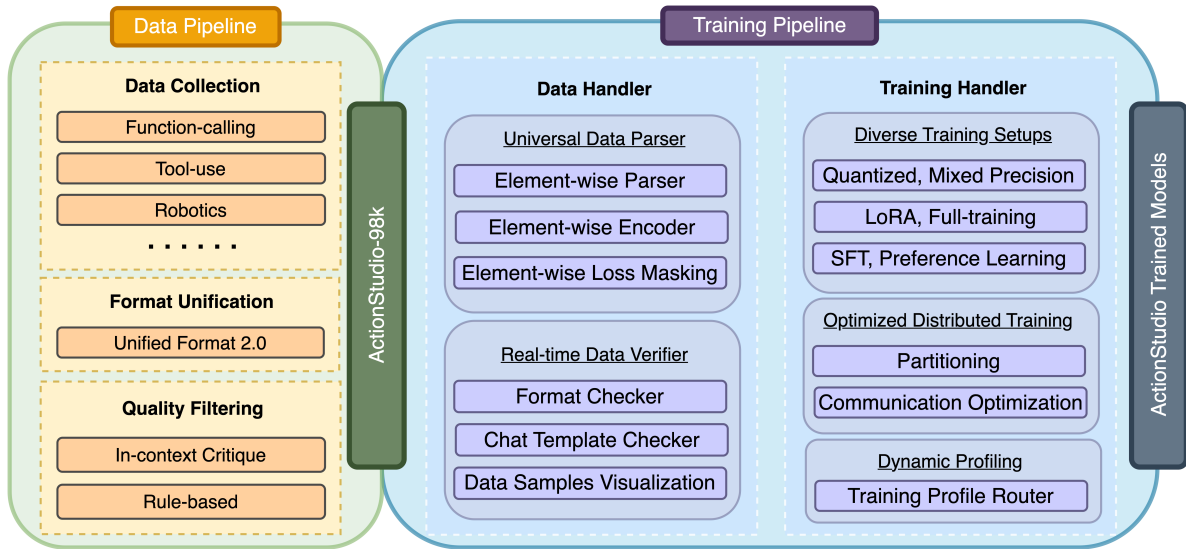 Data Pipeline
Data Collection
Function-calling
Tool-use
Robotics
......
Format Unification
Unified Format 2.0
Quality Filtering
In-context Critique
Rule-based
ActionStudio-98k
Training Pipeline
Data Handler
Universal Data Parser
Element-wise Parser
Element-wise Encoder
Element-wise Loss Masking
Real-time Data Verifier
Format Checker
Chat Template Checker
Data Samples Visualization
Training Handler
Diverse Training Setups
Quantized, Mixed Precision
LoRA, Full-training
SFT, Preference Learning
Optimized Distributed Training
Partitioning
Communication Optimization
Dynamic Profiling
Training Profile Router
ActionStudio Trained Models